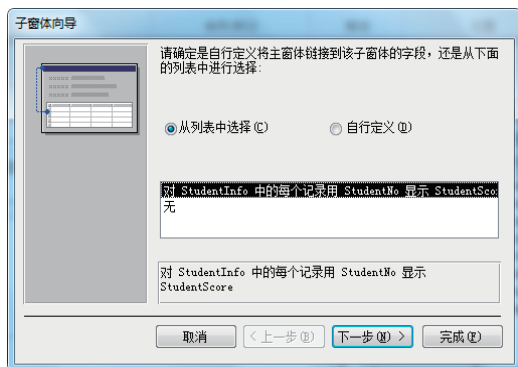 子窗体向导
请确定是自行定义将主窗体链接到该子窗体的字段，还是从下面
的列表中进行选择：
从列表中选择(C)
自行定义(D)
对 StudentInfo 中的每个记录用 StudentNo 显示 StudentSco
无
对 StudentInfo 中的每个记录用 StudentNo 显示
StudentScore
取消
<上一步(B)
下一步(N) >
完成(F)